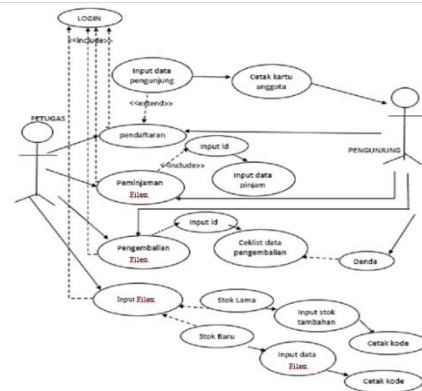 LOGIN
<<include>>
Input data
pengunjung
Cetak kartu
anggota
<<extend>>
PETUGAS
pendaftaran
Input id
PENGUNJUNG
<<include>>
Peminjaman
Filem
Input data
pinjam
Input id
Pengembalian
Filem
Ceklist data
pengembalian
Denda
Input Filem
Stok Lama
Input stok
tambahan
Stok Baru
Cetak kode
Input data
Filem
Cetak kode